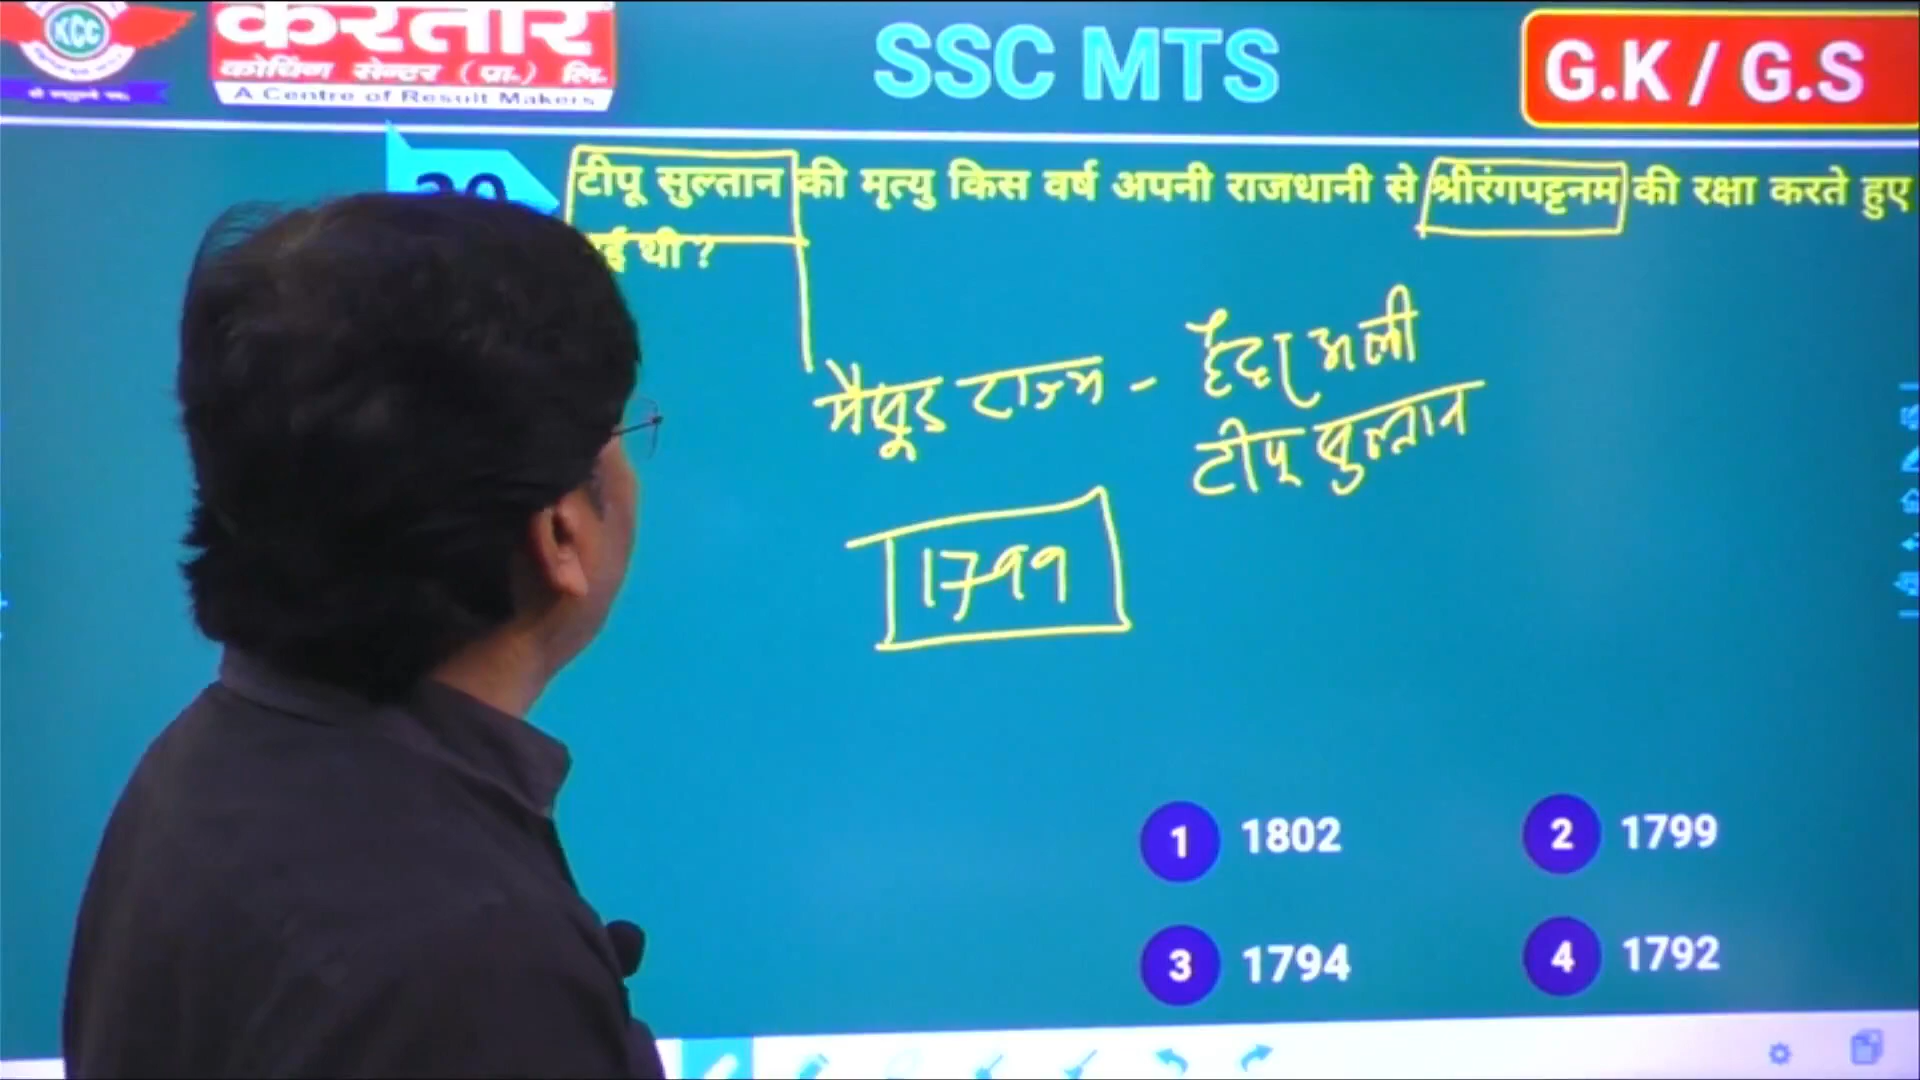 KCC
करतार
कोचिंग सेन्टर (प्रा.) लि.
A Centre of Result Makers
SSC MTS
G.K / G.S
टीपू सुल्तान की मृत्यु किस वर्ष अपनी राजधानी से श्रीरंगपट्टनम की रक्षा करते हुए
हुई थी ?
मैसूर राज्य - हैदर अली
टीपू सुल्तान
1799
1 1802
2 1799
3 1794
4 1792